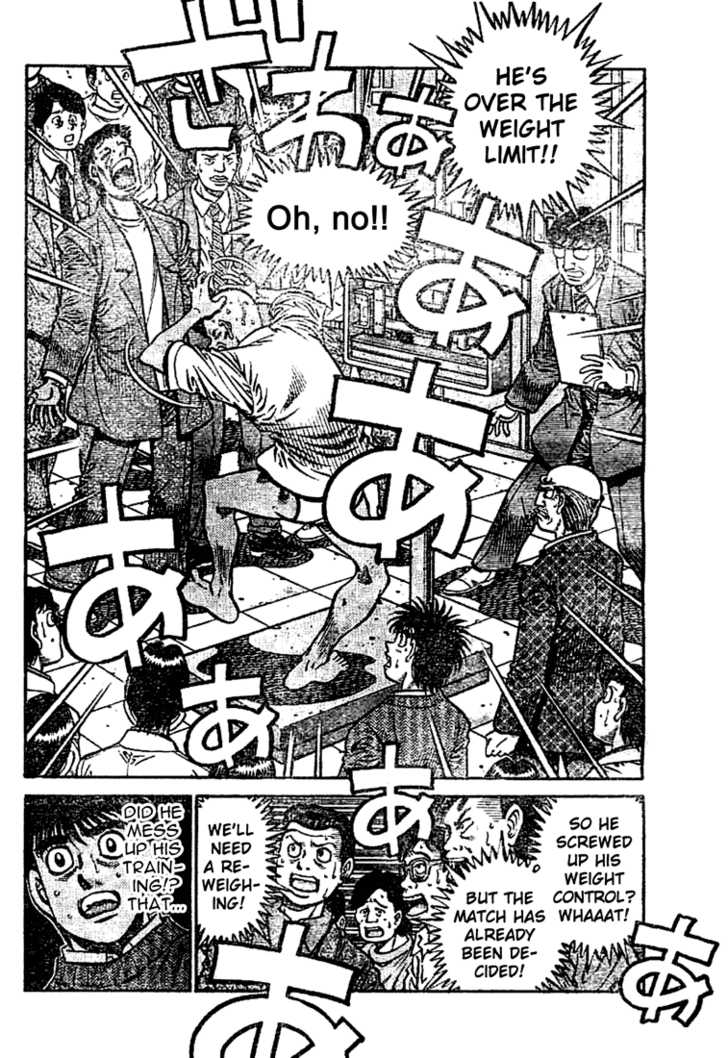 HE'S
OVER THE
WEIGHT
LIMIT!!
ざわ
あ
Oh, no!!
あ
あ
あ
あ
あ
SO HE
SCREWED
UP HIS
WEIGHT
CONTROL?
WHAAAT!
BUT THE
MATCH HAS
ALREADY
BEEN DE-
CIDED!
WE'LL
NEED
A RE-
WEIGH-
ING!
DID HE
MESS
UP HIS
TRAIN-
ING!?
THAT...
あ
あ